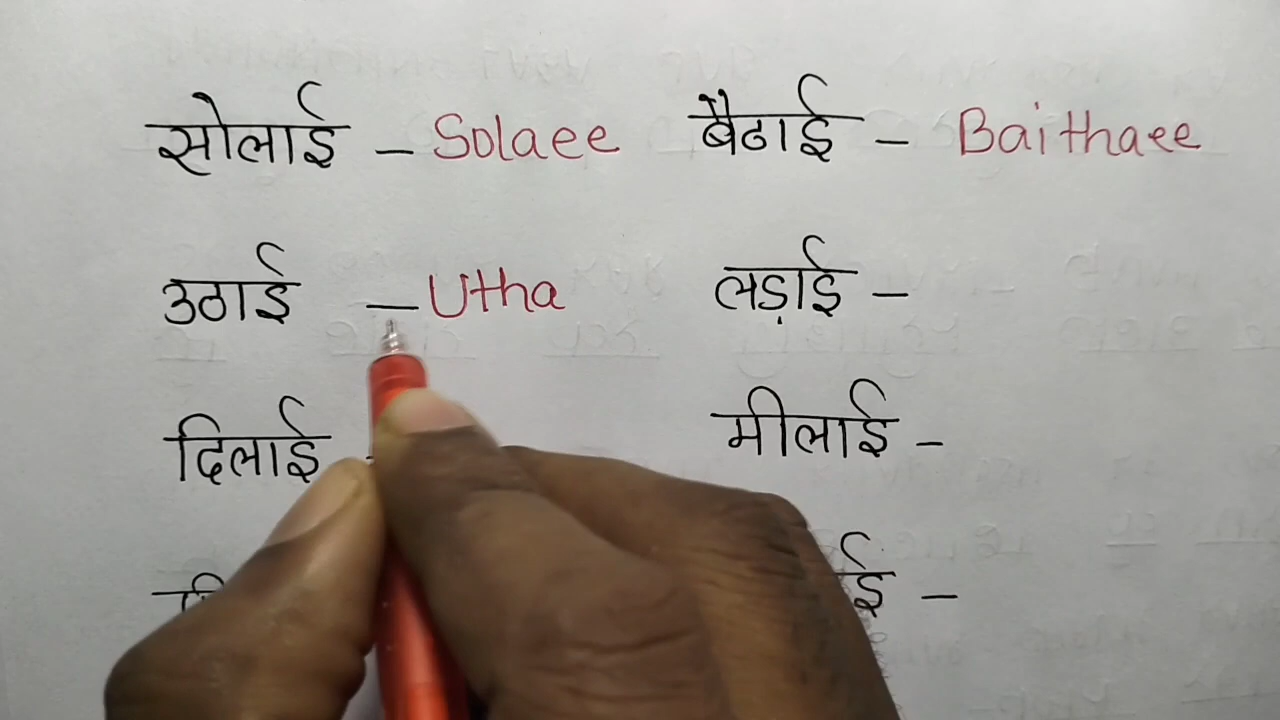 सोलाई – Solaee बैठाई – Baithaee
उठाई – Utha लड़ाई –
दिलाई मीलाई –